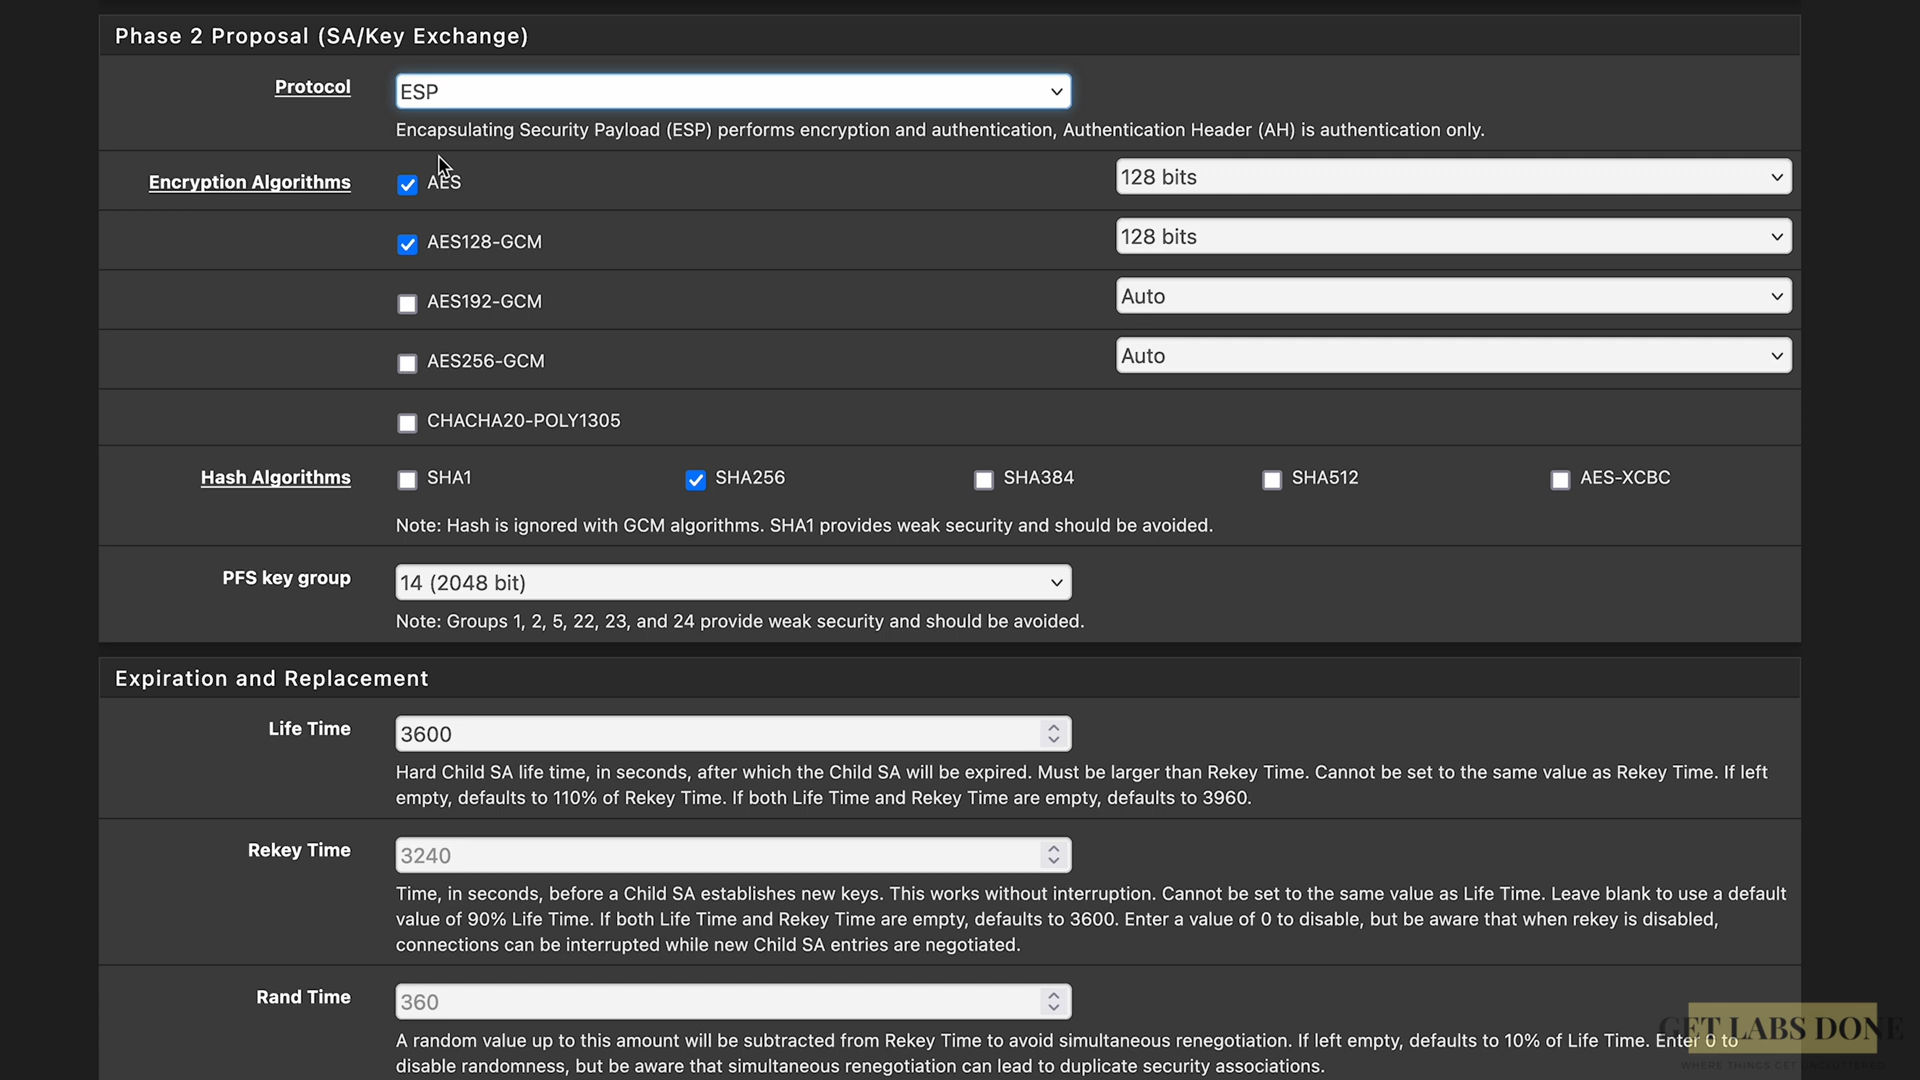 Phase 2 Proposal (SA/Key Exchange)
Protocol
ESP
Encapsulating Security Payload (ESP) performs encryption and authentication, Authentication Header (AH) is authentication only.
Encryption Algorithms
AES
128 bits
AES128-GCM
128 bits
AES192-GCM
Auto
AES256-GCM
Auto
CHACHA20-POLY1305
Hash Algorithms
SHA1
SHA256
SHA384
SHA512
AES-XCBC
Note: Hash is ignored with GCM algorithms. SHA1 provides weak security and should be avoided.
PFS key group
14 (2048 bit)
Note: Groups 1, 2, 5, 22, 23, and 24 provide weak security and should be avoided.
Expiration and Replacement
Life Time
3600
Hard Child SA life time, in seconds, after which the Child SA will be expired. Must be larger than Rekey Time. Cannot be set to the same value as Rekey Time. If left
empty, defaults to 110% of Rekey Time. If both Life Time and Rekey Time are empty, defaults to 3960.
Rekey Time
3240
Time, in seconds, before a Child SA establishes new keys. This works without interruption. Cannot be set to the same value as Life Time. Leave blank to use a default
value of 90% Life Time. If both Life Time and Rekey Time are empty, defaults to 3600. Enter a value of 0 to disable, but be aware that when rekey is disabled,
connections can be interrupted while new Child SA entries are negotiated.
Rand Time
360
A random value up to this amount will be subtracted from Rekey Time to avoid simultaneous renegotiation. If left empty, defaults to 10% of Life Time. Enter 0 to
disable randomness, but be aware that simultaneous renegotiation can lead to duplicate security associations.
GET LABS DONE
WHERE THINGS GET